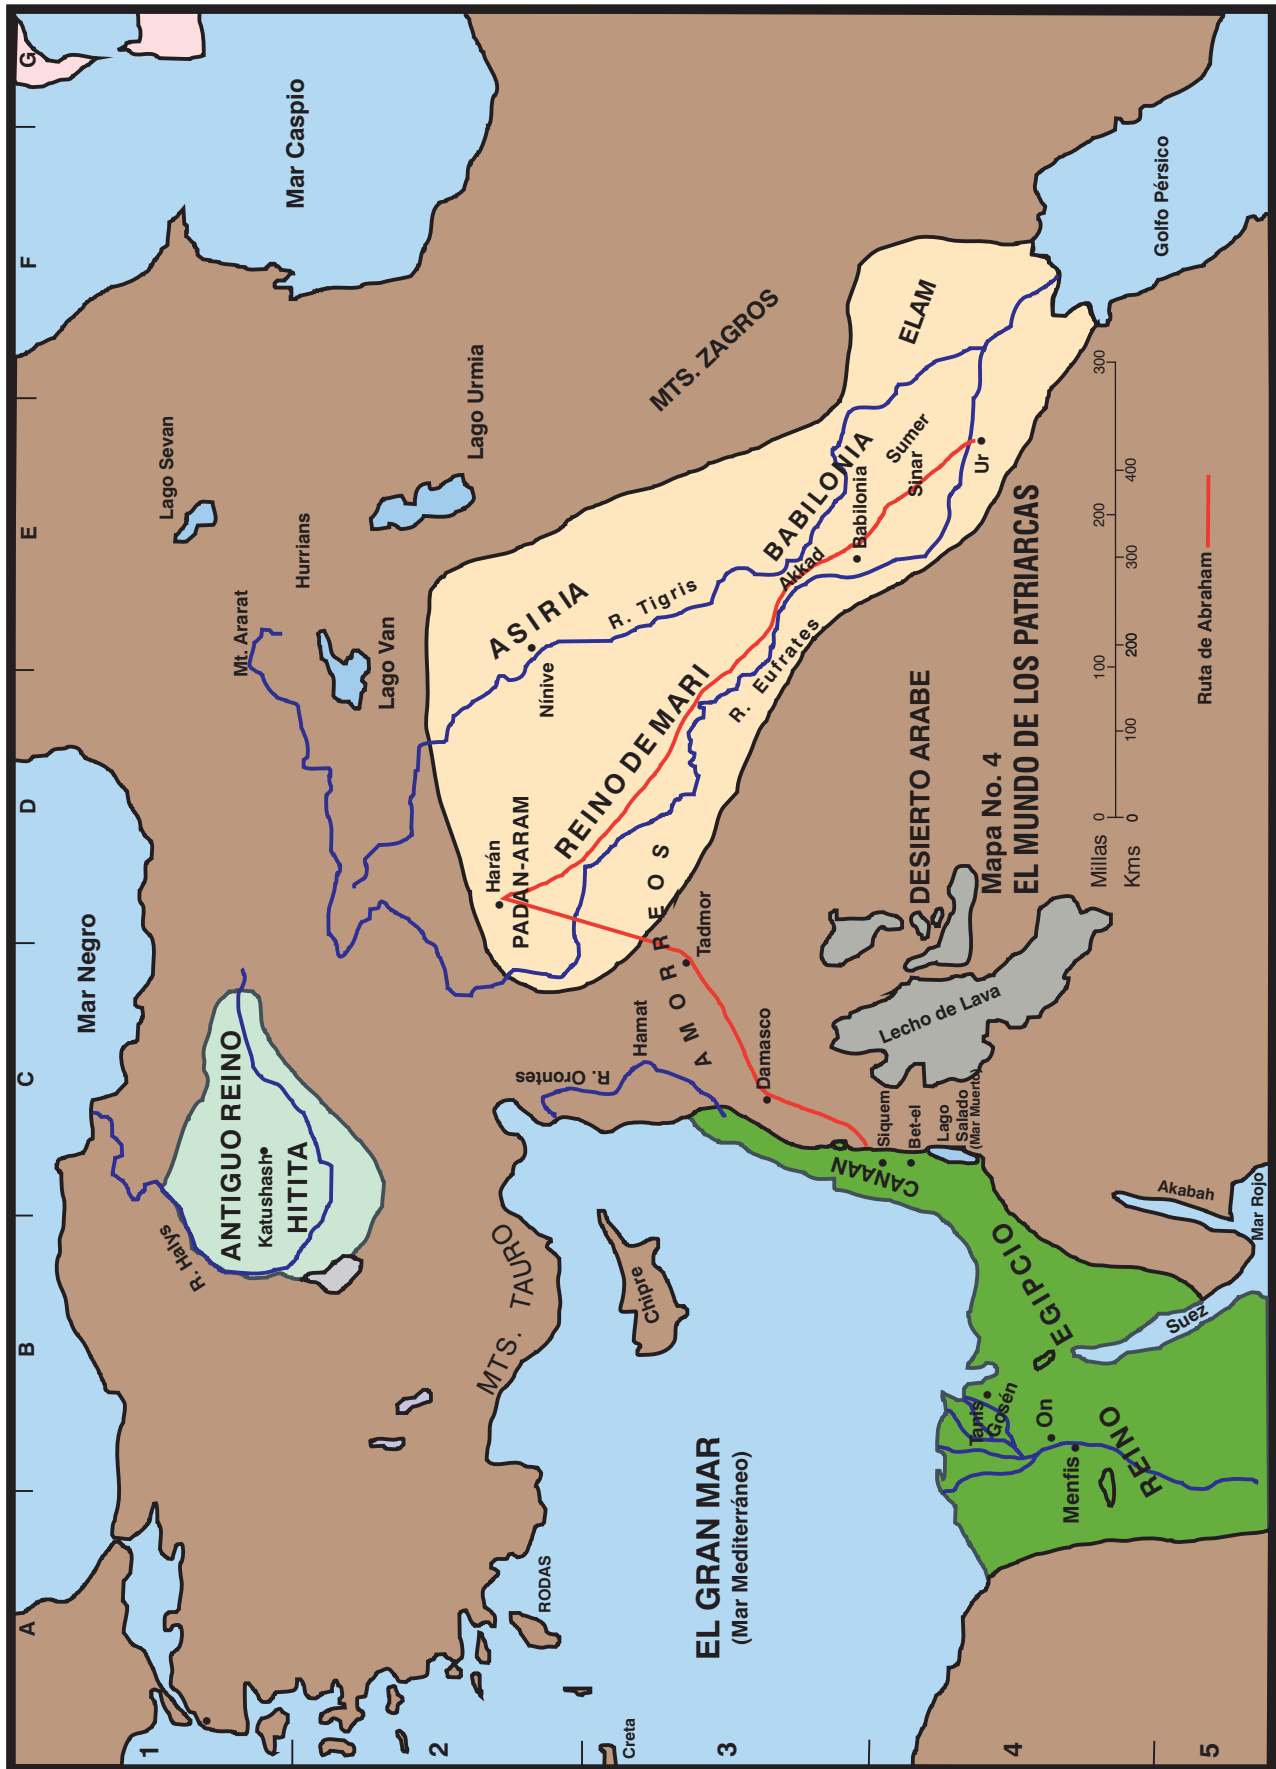 A
B
C
D
E
F
G
1
2
3
4
5
Mar Negro
Mar Caspio
Lago Sevan
Hurrians
Mt. Ararat
Lago Van
Lago Urmia
R. Halys
ANTIGUO REINO
Katushash
HITITA
MTS. TAURO
MTS. ZAGROS
ASIRIA
Nínive
R. Tigris
Harán
PADAN-ARAM
REINO DE MARI
R. Eufrates
BABILONIA
Akkad
Babilonia
Sumer
Sinar
Ur
ELAM
Golfo Pérsico
AMORREOS
Tadmor
Hamat
R. Orontes
Damasco
CANAAN
Siquem
Bet-el
Lago
Salado
(Mar Muerto)
Lecho de Lava
DESIERTO ARABE
Chipre
RODAS
Creta
EL GRAN MAR
(Mar Mediterráneo)
REINO EGIPCIO
Tanis
Gosén
On
Menfis
Suez
Akabah
Mar Rojo
Mapa No. 4
EL MUNDO DE LOS PATRIARCAS
Millas 0 100 200 300
Kms 0 100 200 300 400
Ruta de Abraham